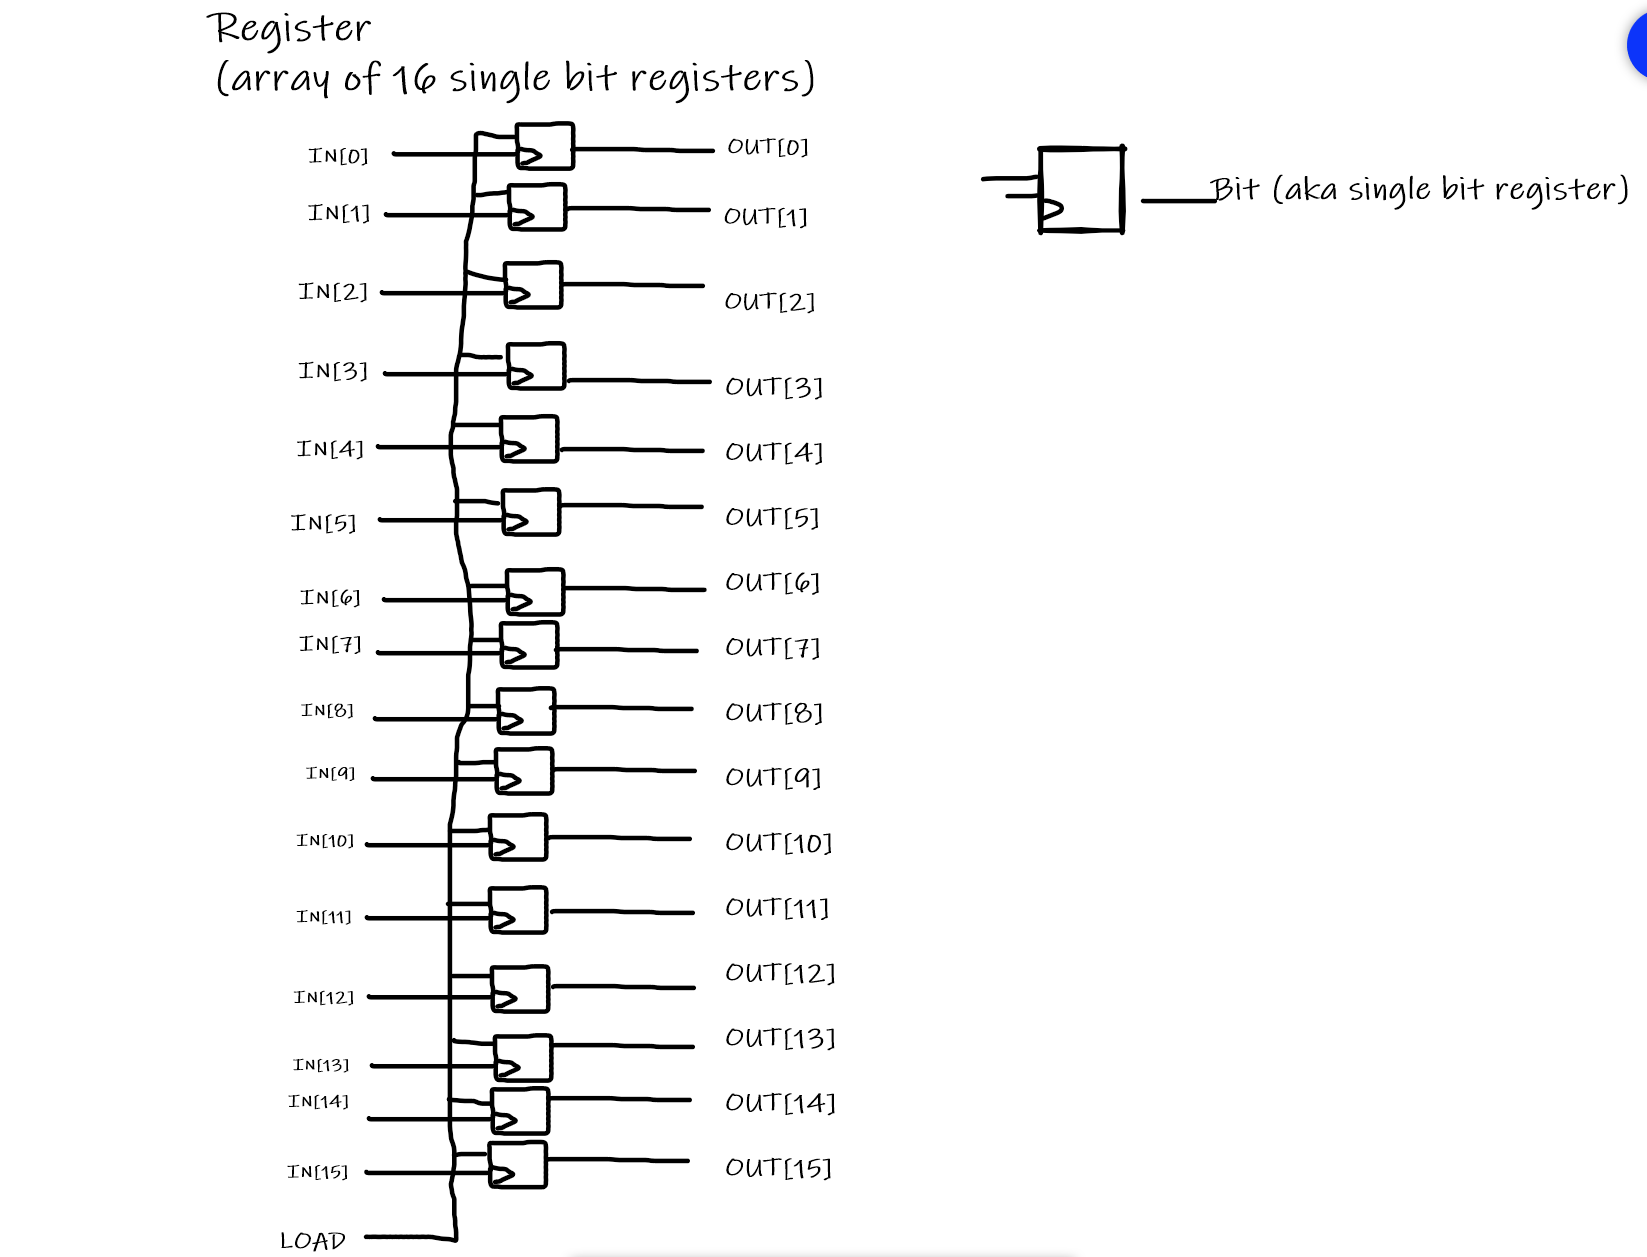 Register
(array of 16 single bit registers)
IN[0] OUT[0]
Bit (aka single bit register)
IN[1] OUT[1]
IN[2] OUT[2]
IN[3] OUT[3]
IN[4] OUT[4]
IN[5] OUT[5]
IN[6] OUT[6]
IN[7] OUT[7]
IN[8] OUT[8]
IN[9] OUT[9]
IN[10] OUT[10]
IN[11] OUT[11]
IN[12] OUT[12]
IN[13] OUT[13]
IN[14] OUT[14]
IN[15] OUT[15]
LOAD